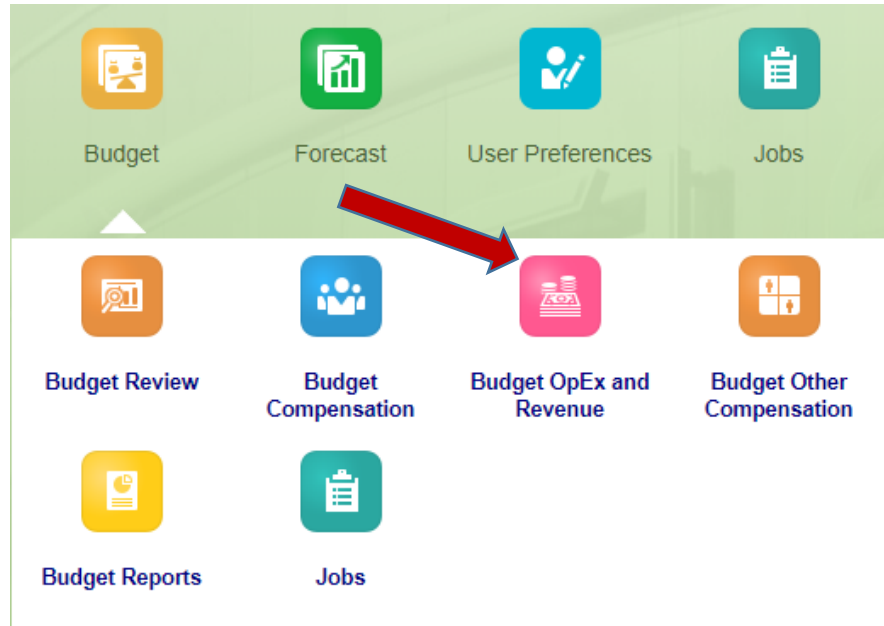 Budget
Forecast
User Preferences
Jobs
Budget Review
Budget
Compensation
Budget OpEx and
Revenue
Budget Other
Compensation
Budget Reports
Jobs